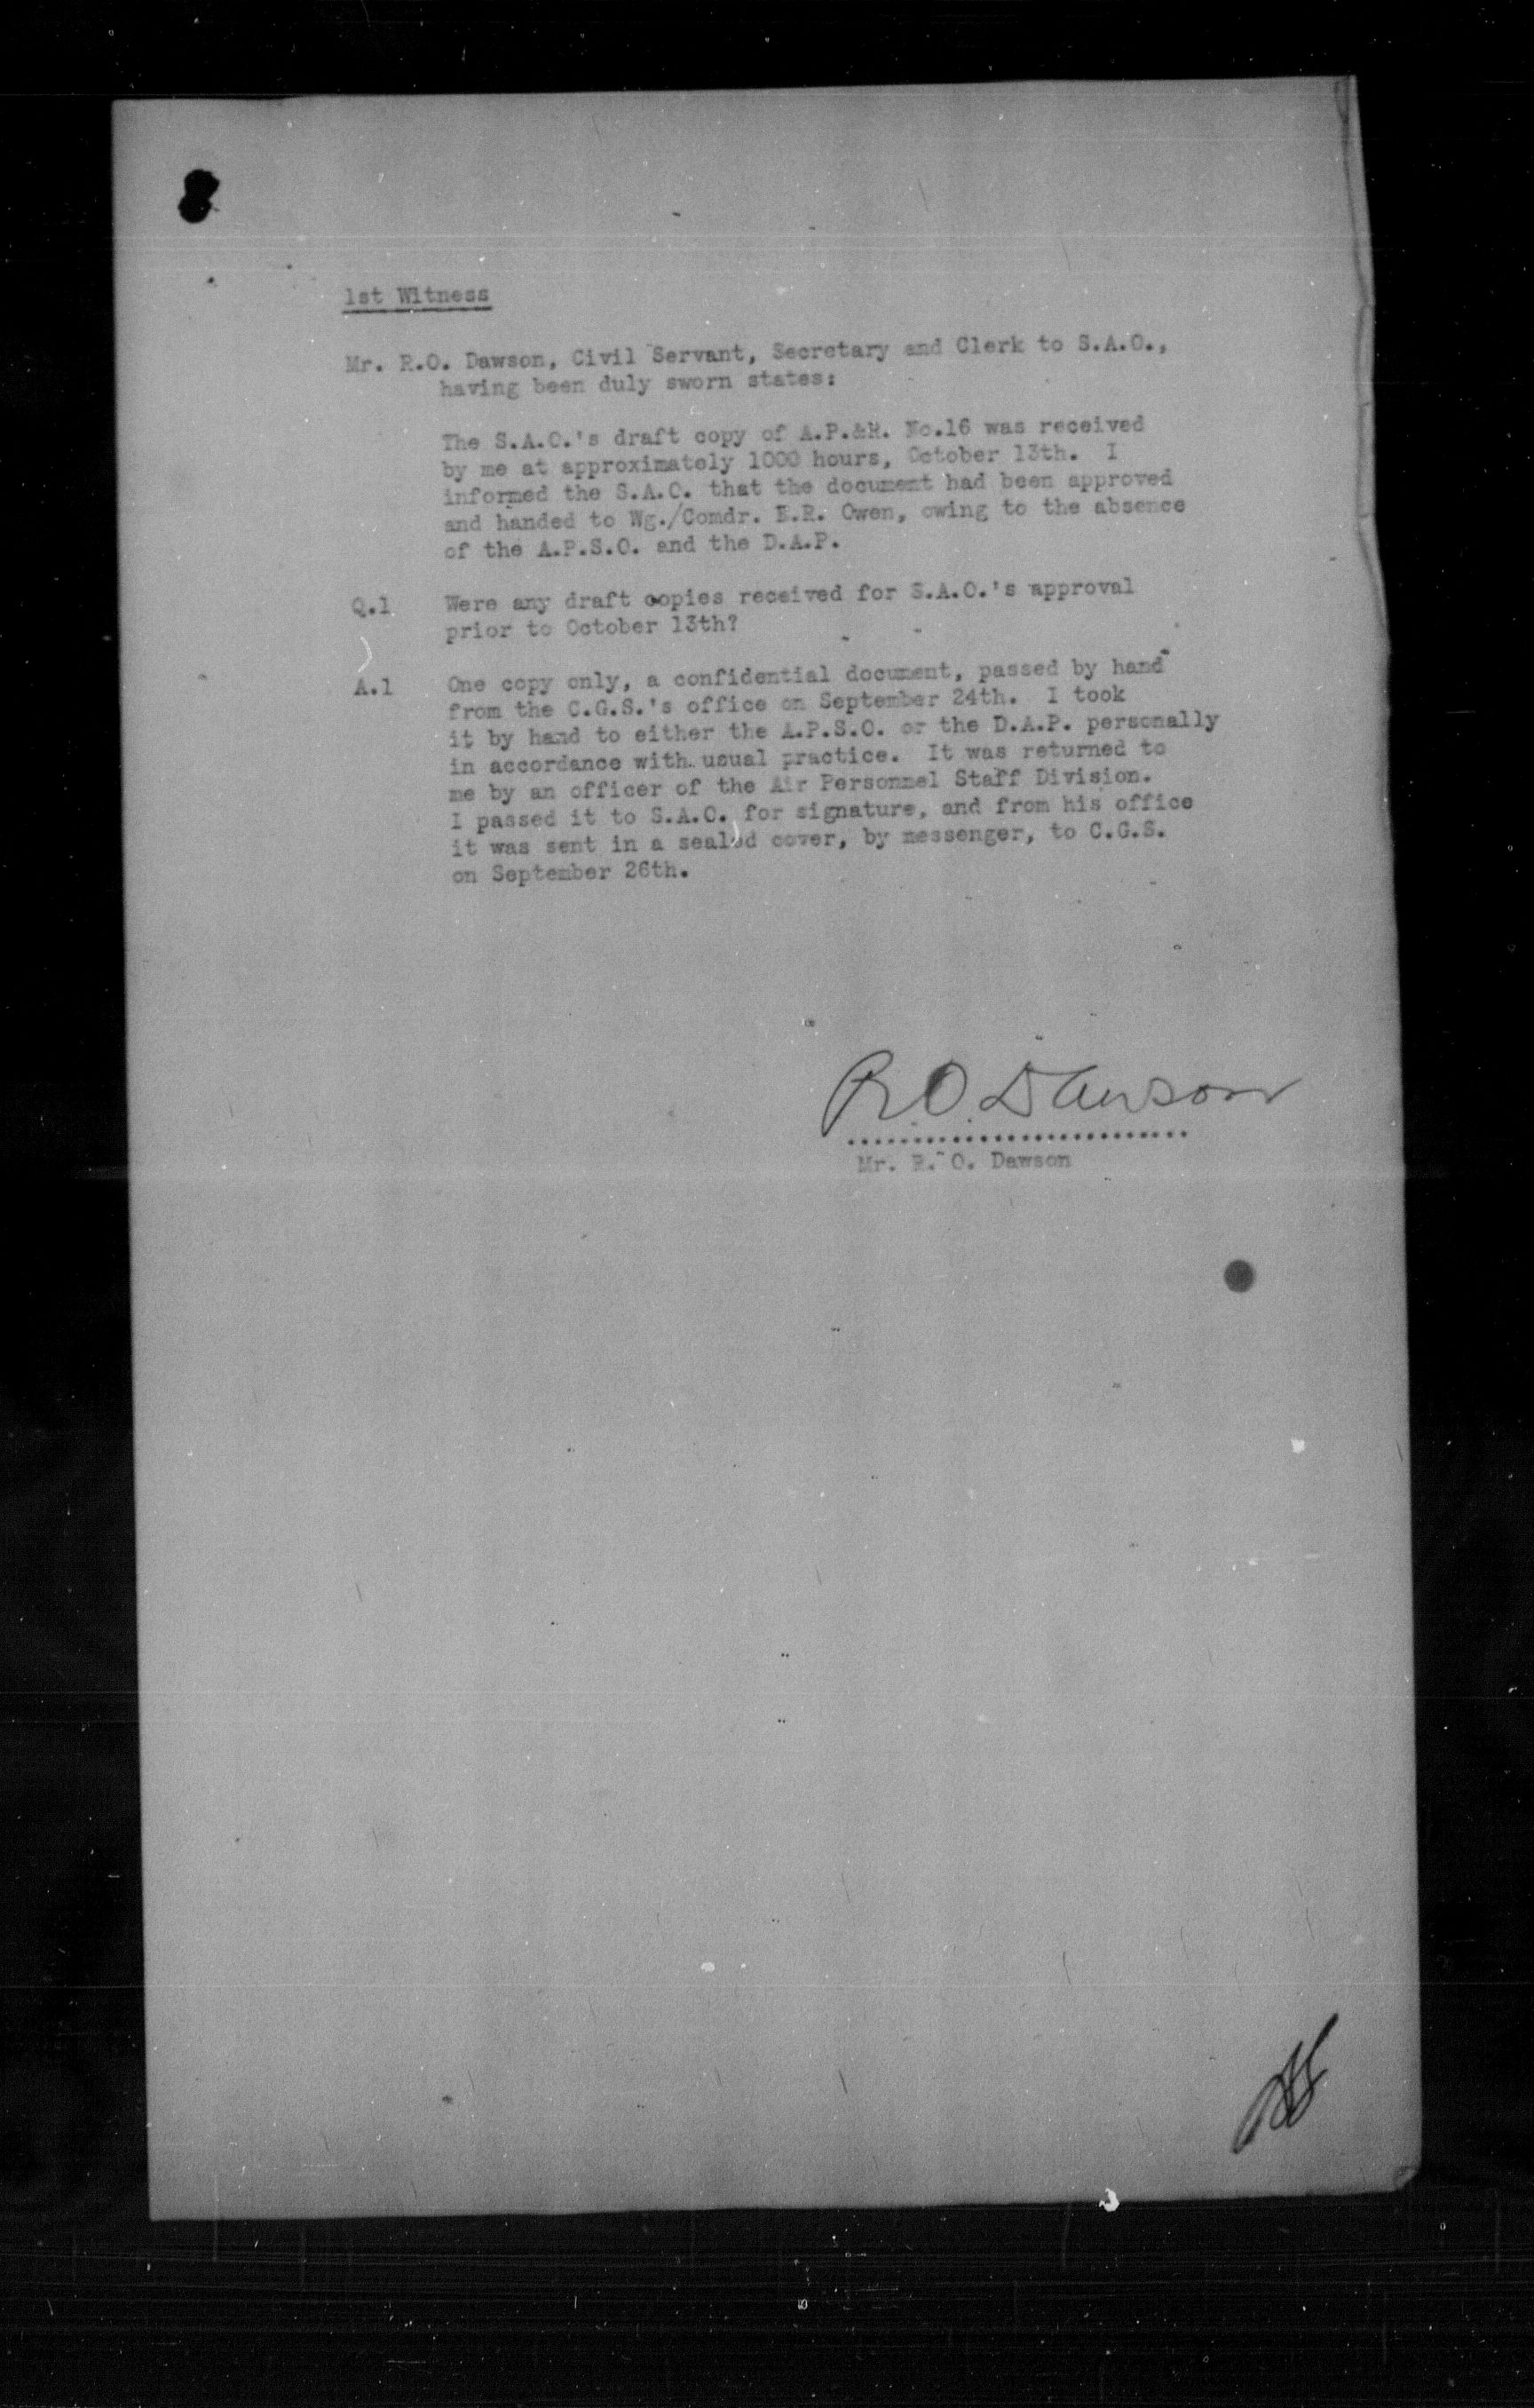 1st Witness
Mr. R.O. Dawson, Civil Servant, Secretary and Clerk to S.A.O.,
having been duly sworn states:
The S.A.O.'s draft copy of A.P.&R. No.16 was received
by me at approximately 1000 hours, October 13th. I
informed the S.A.O. that the document had been approved
and handed to Wg./Comdr. E.R. Owen, owing to the absence
of the A.P.S.O. and the D.A.P.
Q.1 Were any draft copies received for S.A.O.'s approval
prior to October 13th?
A.1 One copy only, a confidential document, passed by hand
from the C.G.S.'s office on September 24th. I took
it by hand to either the A.P.S.O. or the D.A.P. personally
in accordance with usual practice. It was returned to
me by an officer of the Air Personnel Staff Division.
I passed it to S.A.O. for signature, and from his office
it was sent in a sealed cover, by messenger, to C.G.S.
on September 26th.
R O Dawson
..........................
Mr. R. O. Dawson